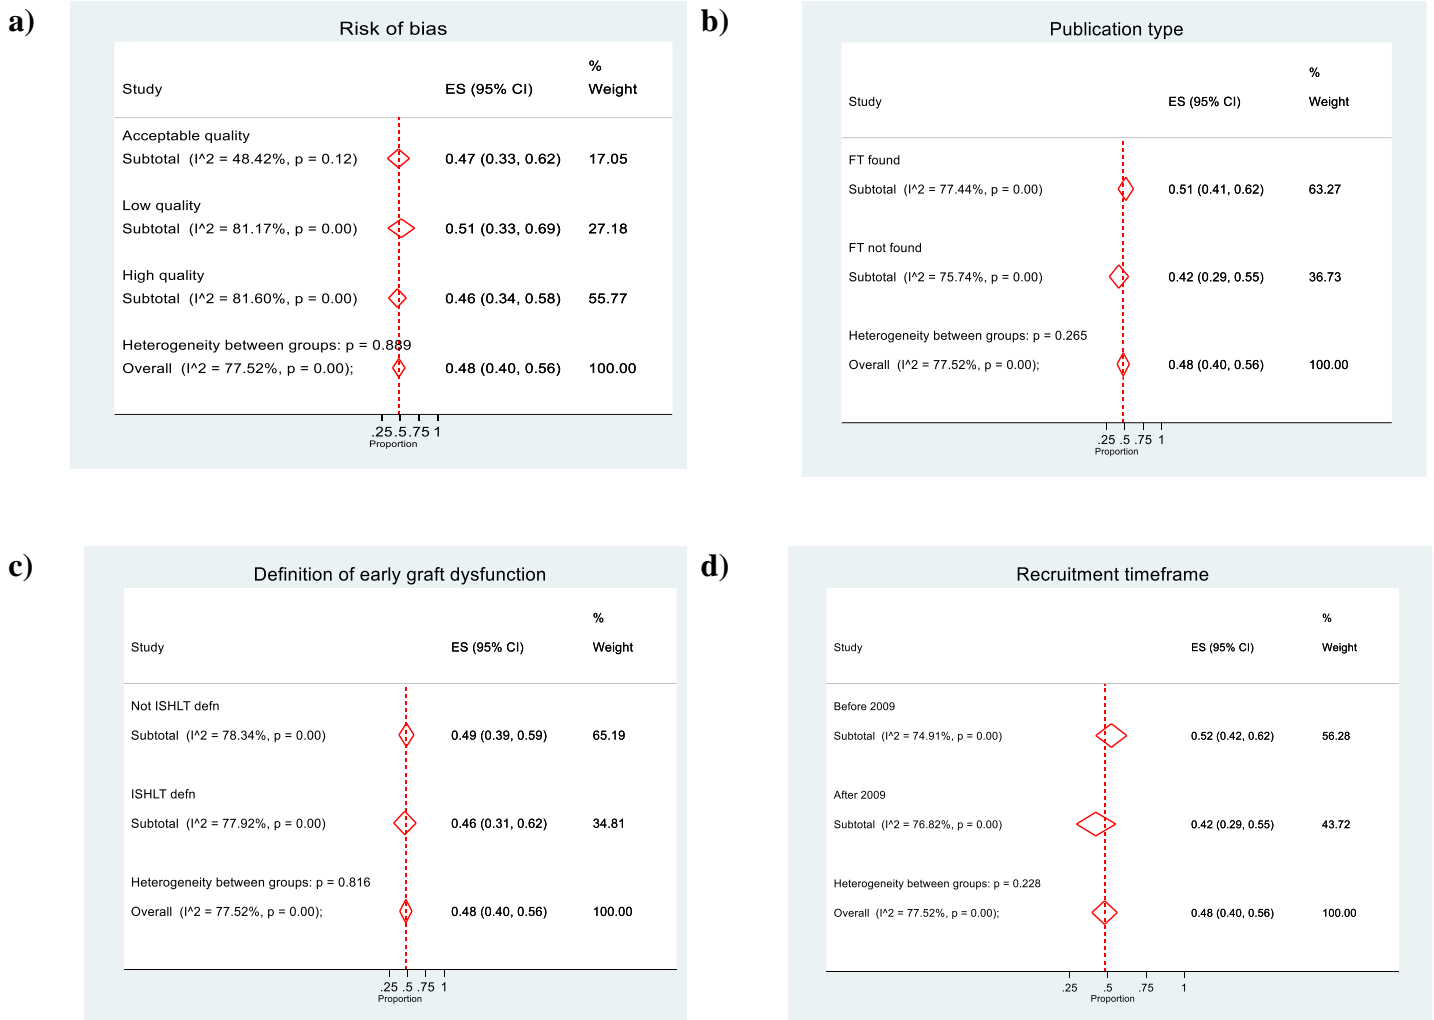 a)
Risk of bias
%
Study ES (95% CI) Weight
Acceptable quality
Subtotal (I^2 = 48.42%, p = 0.12) 0.47 (0.33, 0.62) 17.05
Low quality
Subtotal (I^2 = 81.17%, p = 0.00) 0.51 (0.33, 0.69) 27.18
High quality
Subtotal (I^2 = 81.60%, p = 0.00) 0.46 (0.34, 0.58) 55.77
Heterogeneity between groups: p = 0.889
Overall (I^2 = 77.52%, p = 0.00); 0.48 (0.40, 0.56) 100.00
.25 .5 .75 1
Proportion
b)
Publication type
%
Study ES (95% CI) Weight
FT found
Subtotal (I^2 = 77.44%, p = 0.00) 0.51 (0.41, 0.62) 63.27
FT not found
Subtotal (I^2 = 75.74%, p = 0.00) 0.42 (0.29, 0.55) 36.73
Heterogeneity between groups: p = 0.265
Overall (I^2 = 77.52%, p = 0.00); 0.48 (0.40, 0.56) 100.00
.25 .5 .75 1
Proportion
c)
Definition of early graft dysfunction
%
Study ES (95% CI) Weight
Not ISHLT defn
Subtotal (I^2 = 78.34%, p = 0.00) 0.49 (0.39, 0.59) 65.19
ISHLT defn
Subtotal (I^2 = 77.92%, p = 0.00) 0.46 (0.31, 0.62) 34.81
Heterogeneity between groups: p = 0.816
Overall (I^2 = 77.52%, p = 0.00); 0.48 (0.40, 0.56) 100.00
.25 .5 .75 1
Proportion
d)
Recruitment timeframe
%
Study ES (95% CI) Weight
Before 2009
Subtotal (I^2 = 74.91%, p = 0.00) 0.52 (0.42, 0.62) 56.28
After 2009
Subtotal (I^2 = 76.82%, p = 0.00) 0.42 (0.29, 0.55) 43.72
Heterogeneity between groups: p = 0.228
Overall (I^2 = 77.52%, p = 0.00); 0.48 (0.40, 0.56) 100.00
.25 .5 .75 1
Proportion